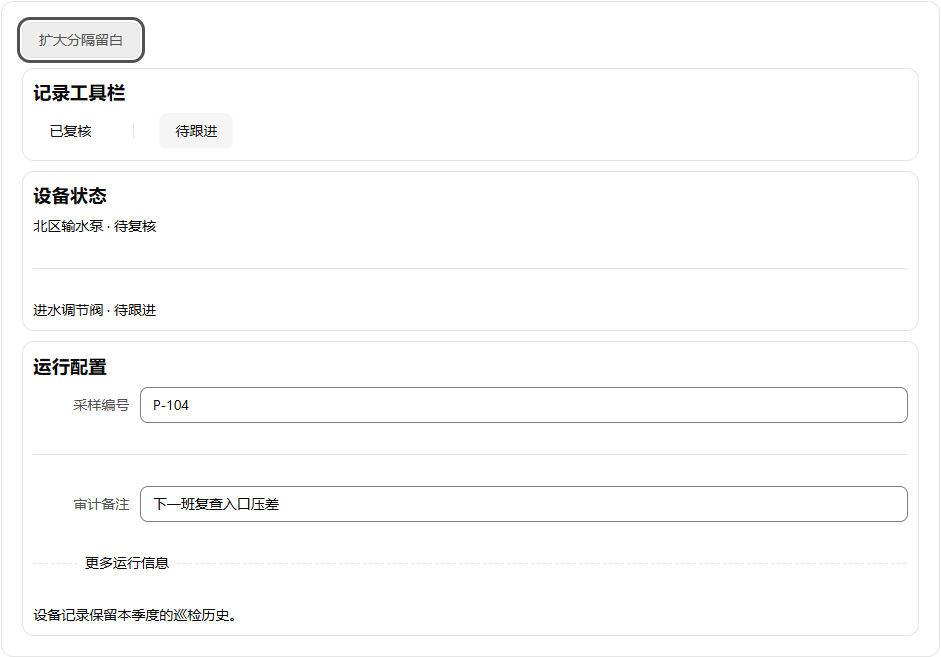 扩大分隔留白
记录工具栏
已复核
待跟进
设备状态
北区输水泵 · 待复核
进水调节阀 · 待跟进
运行配置
采样编号 P-104
审计备注 下一班复查入口压差
更多运行信息
设备记录保留本季度的巡检历史。